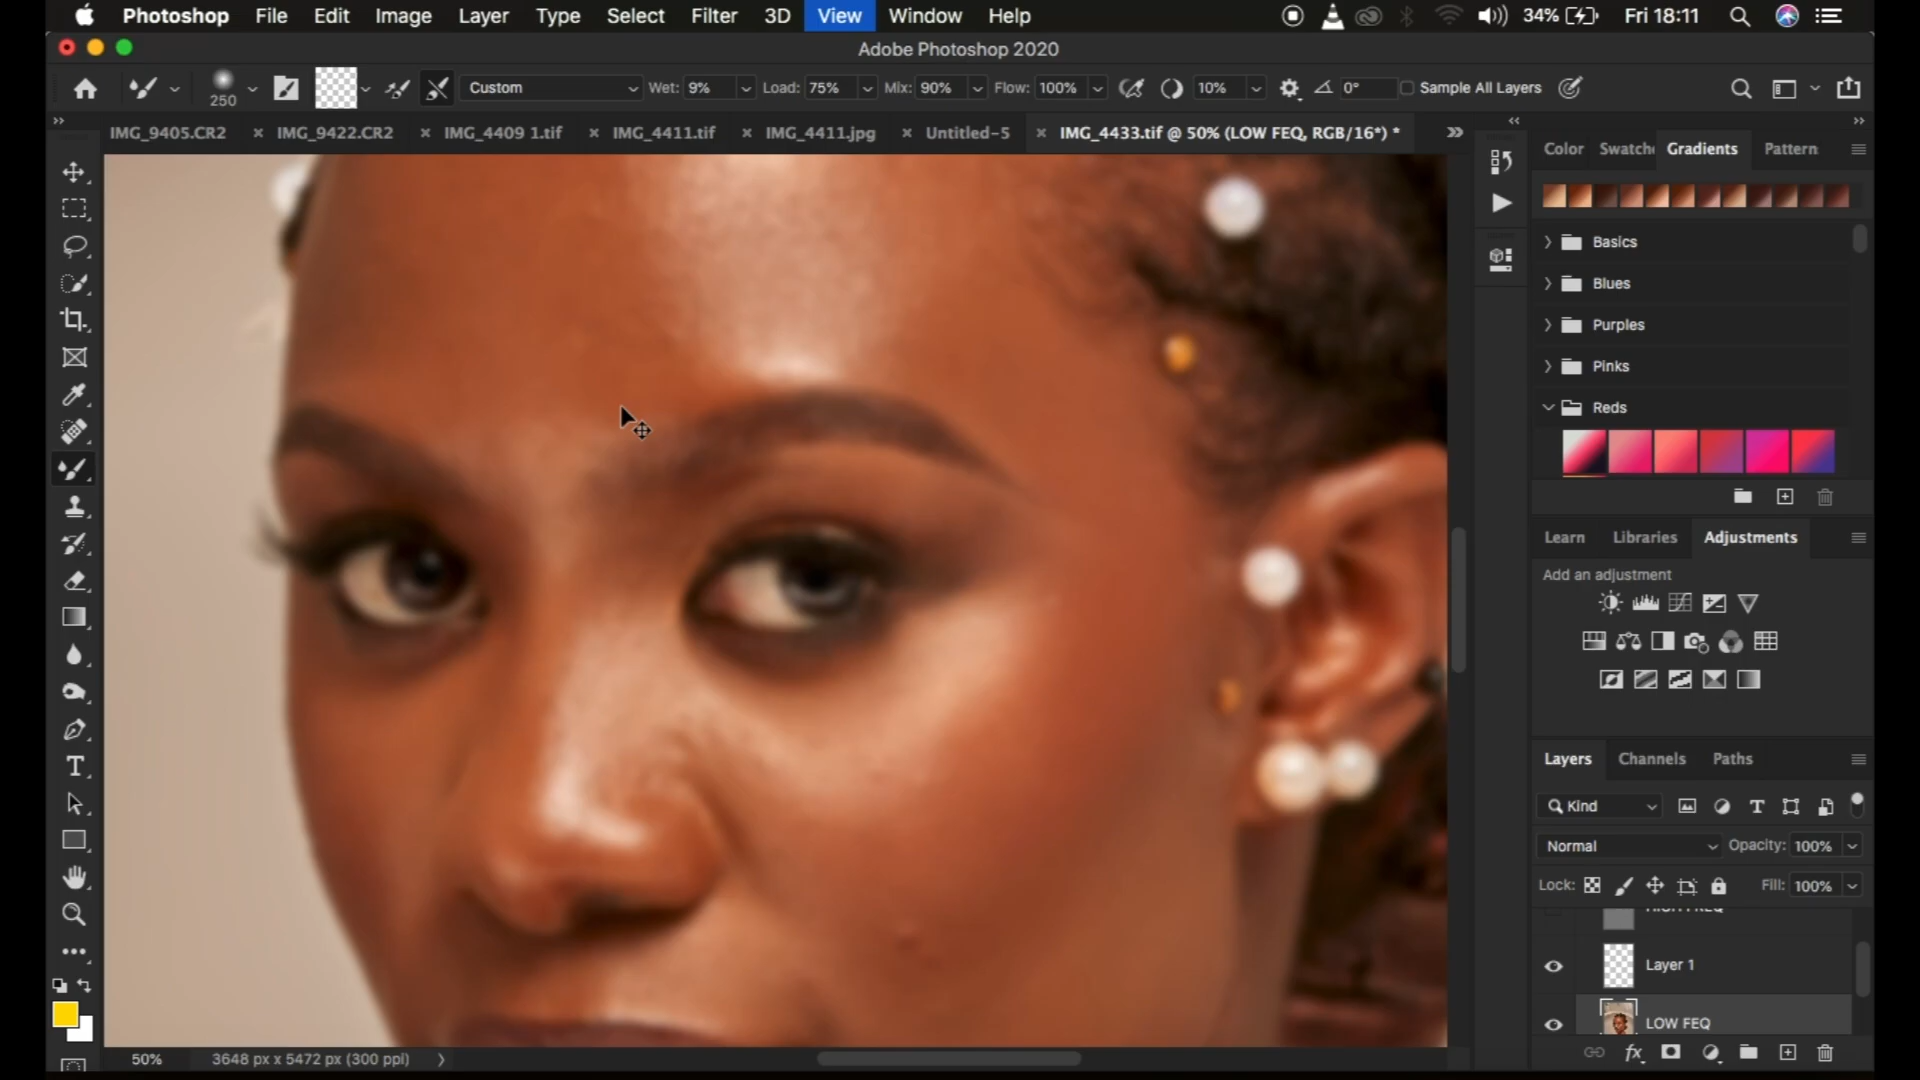 Photoshop File Edit Image Layer Type Select Filter 3D View Window Help 34% Fri 18:11
Adobe Photoshop 2020
250 Custom Wet: 9% Load: 75% Mix: 90% Flow: 100% 10% 0° Sample All Layers
IMG_9405.CR2 IMG_9422.CR2 IMG_4409 1.tif IMG_4411.tif IMG_4411.jpg Untitled-5 IMG_4433.tif @ 50% (LOW FEQ, RGB/16*) *
Color Swatche Gradients Pattern
Basics
Blues
Purples
Pinks
Reds
Learn Libraries Adjustments
Add an adjustment
Layers Channels Paths
Kind
Normal Opacity: 100%
Lock: Fill: 100%
HIGH FREQ
Layer 1
LOW FEQ
50% 3648 px x 5472 px (300 ppi)